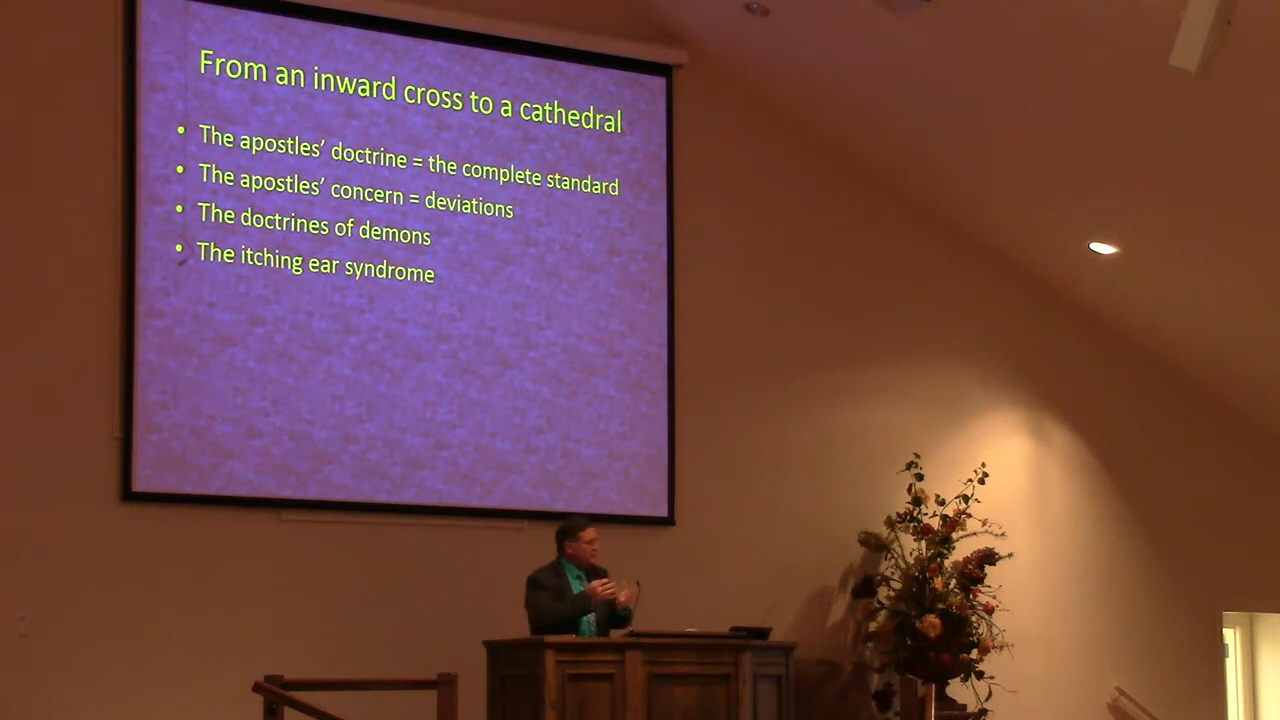 From an inward cross to a cathedral
• The apostles’ doctrine = the complete standard
• The apostles’ concern = deviations
• The doctrines of demons
• The itching ear syndrome